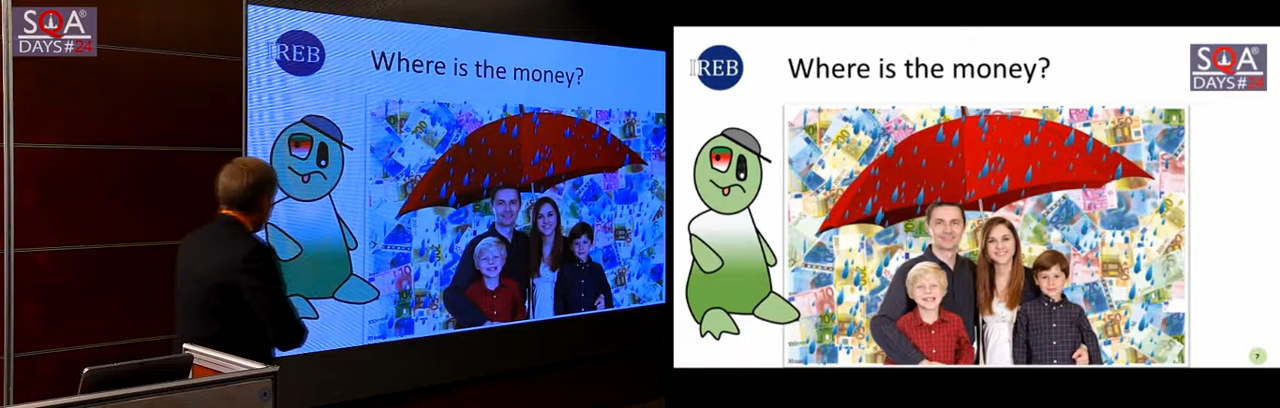 SQA®
DAYS#24
IREB
Where is the money?
IREB
Where is the money?
SQA®
DAYS#24
7